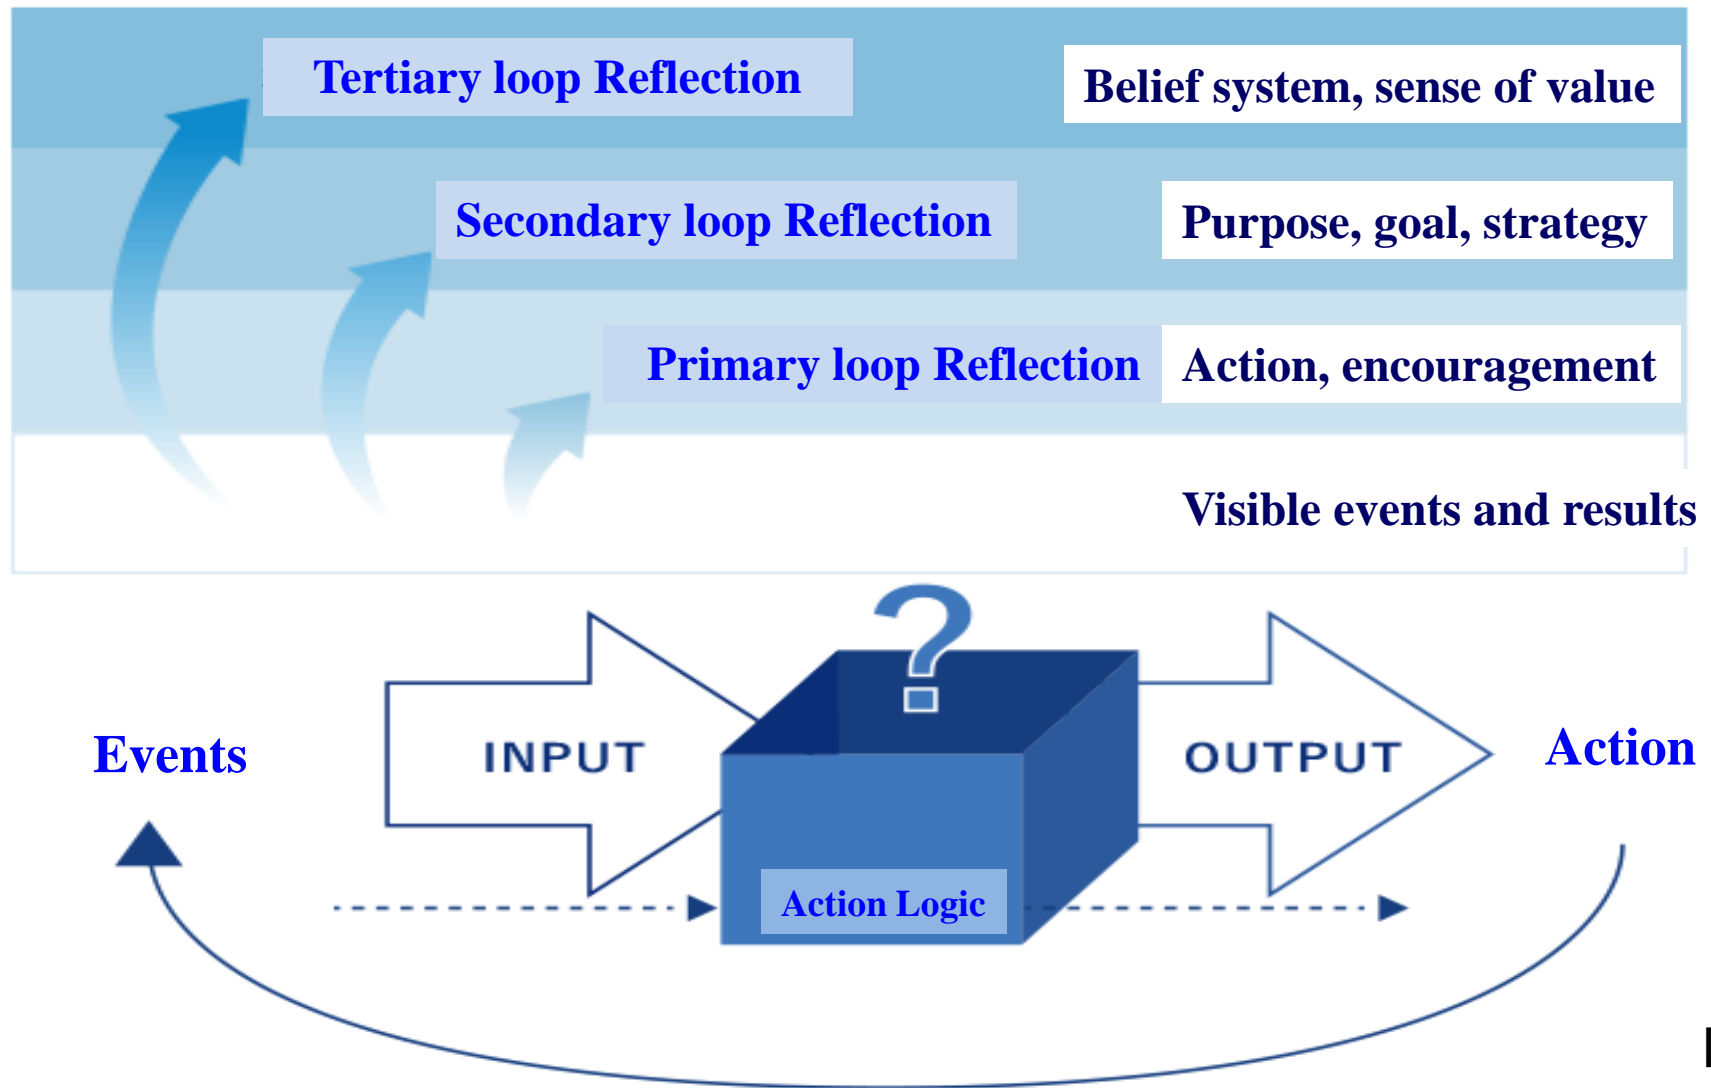 Tertiary loop Reflection
Belief system, sense of value
Secondary loop Reflection
Purpose, goal, strategy
Primary loop Reflection
Action, encouragement
Visible events and results
?
Events
INPUT
OUTPUT
Action
Action Logic